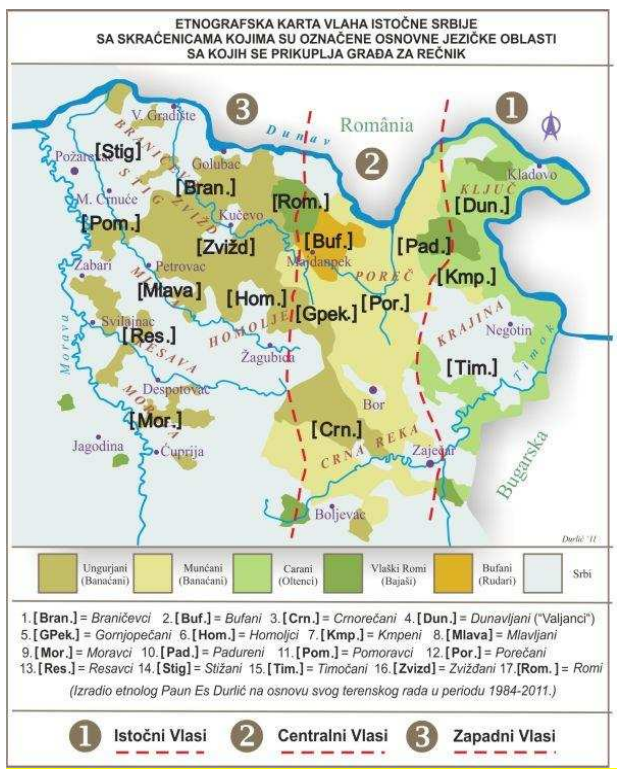 ETNOGRAFSKA KARTA VLAHA ISTOČNE SRBIJE
SA SKRAĆENICAMA KOJIMA SU OZNAČENE OSNOVNE JEZIČKE OBLASTI
SA KOJIH SE PRIKUPLJA GRAĐA ZA REČNIK
3
1
V. Gradište
Dunav
România
2
[Stig]
BRANIČEVO
Požarevac
Golubac
Kladovo
STIG
[Bran.]
KLJUČ
M. Crnuće
ZVIŽD
[Rom.]
[Dun.]
[Pom.]
Kučevo
[Zvižd]
[Buf.]
[Pad.]
Majdanpek
Žabari
Petrovac
POREČ
[Kmp.]
[Mlava]
[Hom.]
[Por.]
[Gpek.]
HOMOLJE
KRAJINA
Svilajnac
[Res.]
Negotin
Morava
RESAVA
Žagubica
Timok
[Tim.]
Despotovac
Bor
MORAVA
[Mor.]
[Crn.]
Jagodina
Ćuprija
CRNA REKA
Zaječar
Bugarska
Boljevac
Durlić '11
Ungurjani
(Banaćani)
Munćani
(Banaćani)
Carani
(Oltenci)
Vlaški Romi
(Bajaši)
Bufani
(Rudari)
Srbi
1. [Bran.] = Braničevci 2. [Buf.] = Bufani 3. [Crn.] = Crnorečani 4. [Dun.] = Dunavljani ("Valjanci")
5. [GPek.] = Gornjopečani 6. [Hom.] = Homoljci 7. [Kmp.] = Kmpeni 8. [Mlava] = Mlavljani
9. [Mor.] = Moravci 10. [Pad.] = Padureni 11. [Pom.] = Pomoravci 12. [Por.] = Porečani
13. [Res.] = Resavci 14. [Stig] = Stižani 15. [Tim.] = Timočani 16. [Zvizd] = Zvižđani 17. [Rom.] = Romi
(Izradio etnolog Paun Es Durlić na osnovu svog terenskog rada u periodu 1984-2011.)
1 Istočni Vlasi 2 Centralni Vlasi 3 Zapadni Vlasi